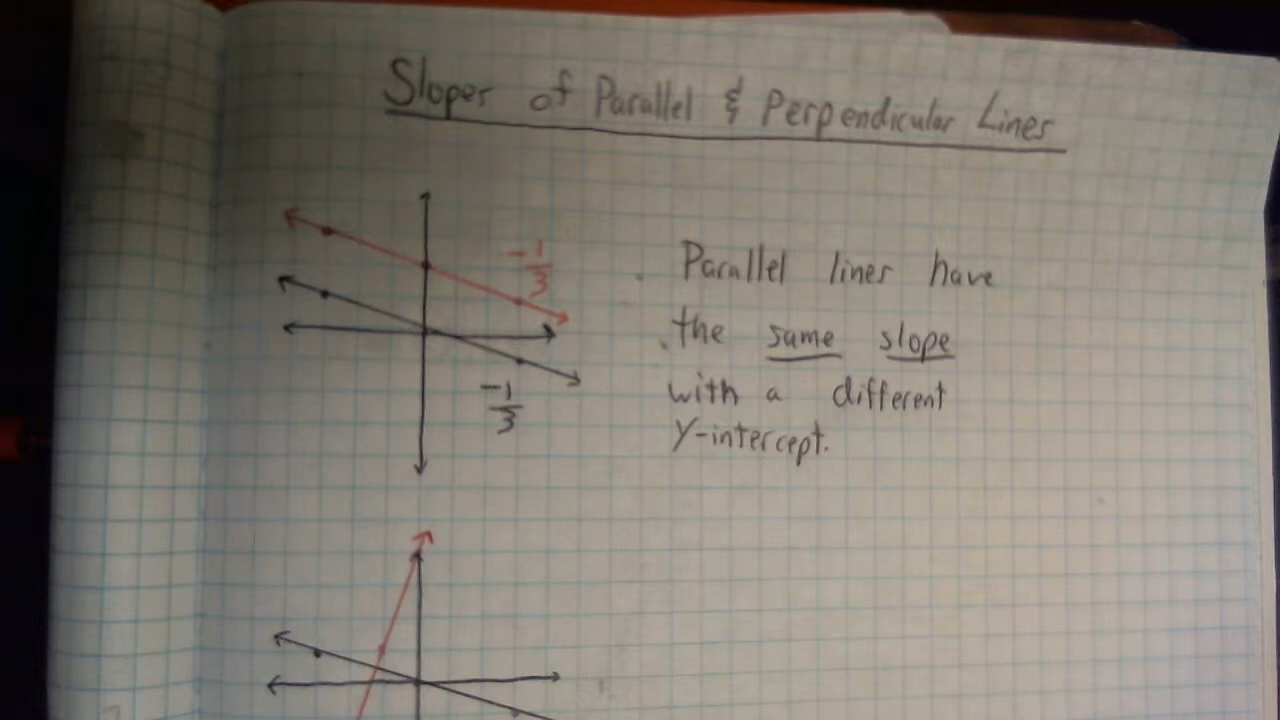 Slopes of Parallel & Perpendicular Lines
-1/3
-1/3
Parallel lines have
the same slope
with a different
Y-intercept.